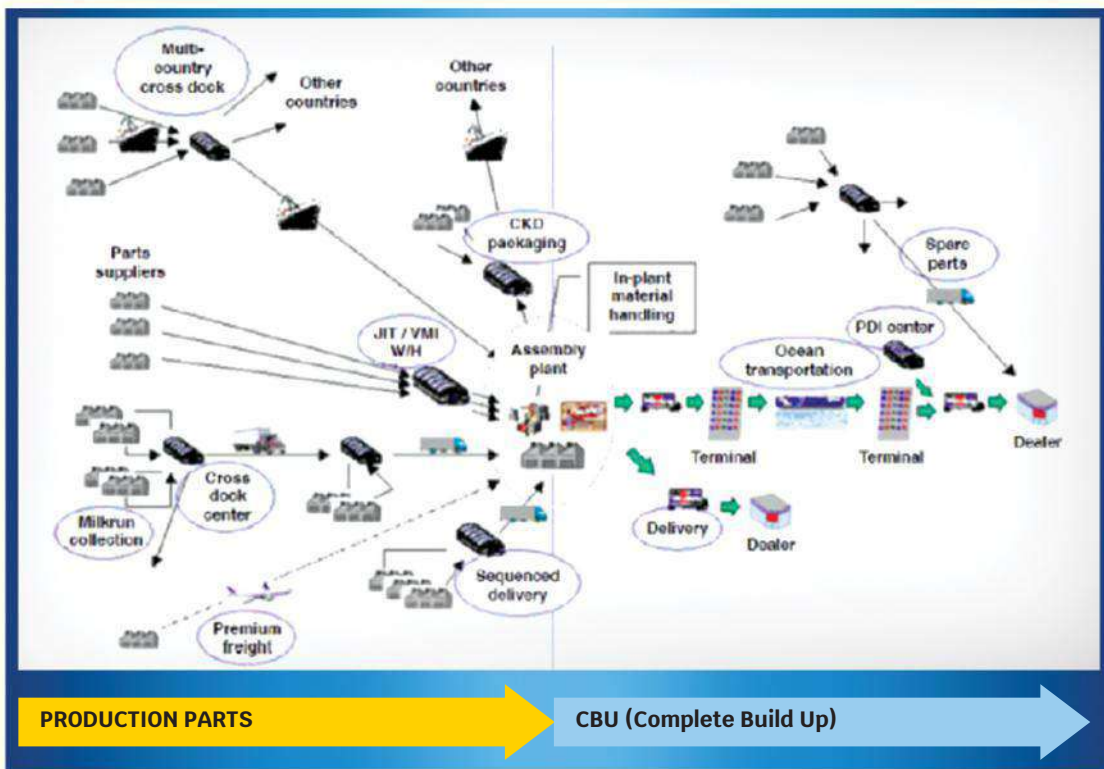 Multi-
country
cross dock
Other
countries
Other
countries
CKD
packaging
Spare
parts
Parts
suppliers
In-plant
material
handling
JIT / VMI
W/H
Assembly
plant
PDI center
Ocean
transportation
Terminal
Terminal
Dealer
Cross
dock
center
Milkrun
collection
Delivery
Dealer
Sequenced
delivery
Premium
freight
PRODUCTION PARTS
CBU (Complete Build Up)